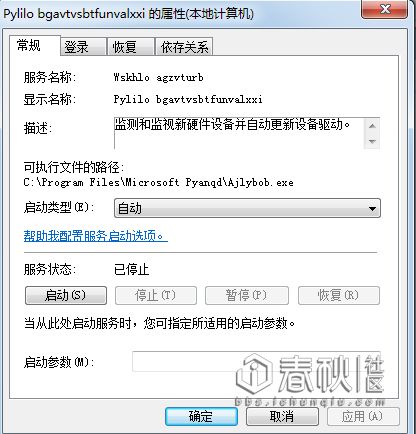 Pylilo bgavtvsbtfunvalxxi 的属性(本地计算机)
常规 登录 恢复 依存关系
服务名称: Wskhlo agzvturb
显示名称: Pylilo bgavtvsbtfunvalxxi
描述: 监测和监视新硬件设备并自动更新设备驱动。
可执行文件的路径:
C:\Program Files\Microsoft Pyanqd\Ajlybob.exe
启动类型(E): 自动
帮助我配置服务启动选项。
服务状态: 已停止
启动(S) 停止(T) 暂停(P) 恢复(R)
当从此处启动服务时，您可指定所适用的启动参数。
启动参数(M):
春秋社区
bbs.ichunqiu.com
确定 取消 应用(A)